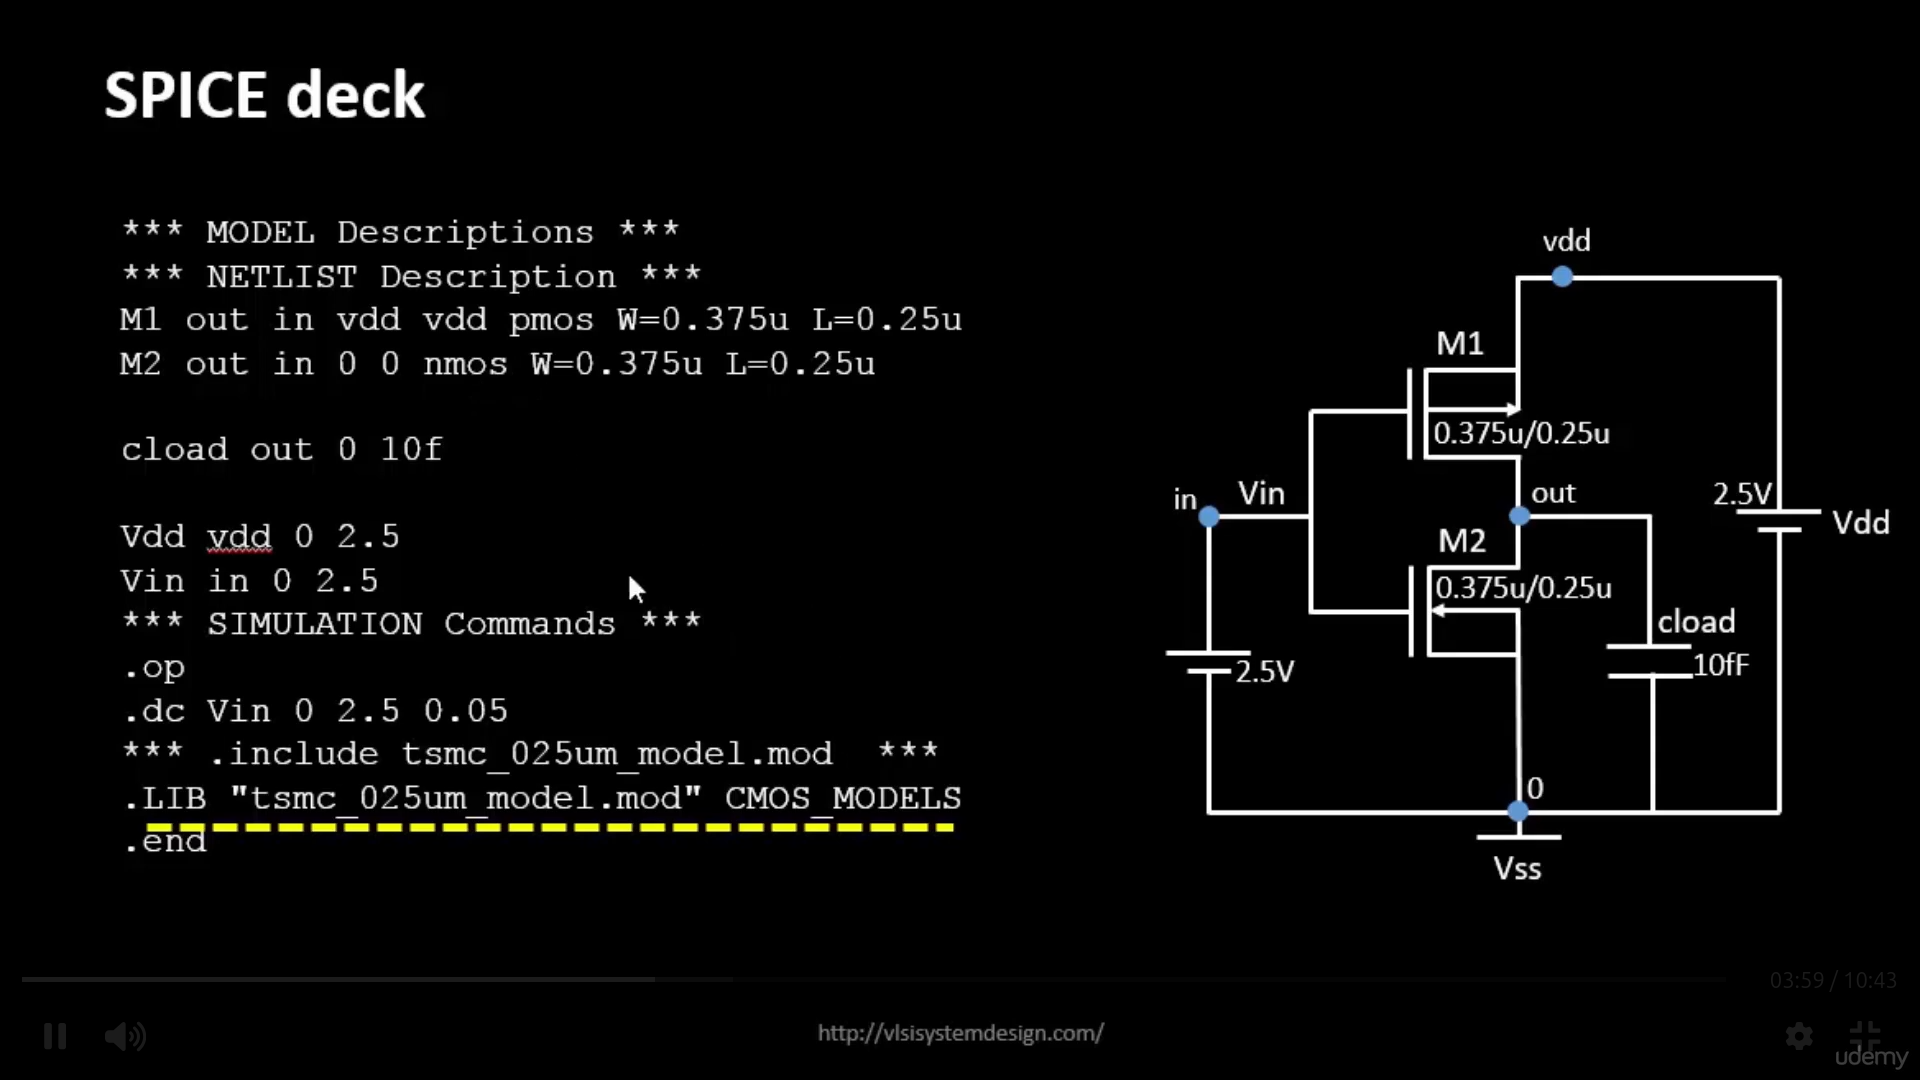 SPICE deck
*** MODEL Descriptions ***
*** NETLIST Description ***
M1 out in vdd vdd pmos W=0.375u L=0.25u
M2 out in 0 0 nmos W=0.375u L=0.25u
cload out 0 10f
Vdd vdd 0 2.5
Vin in 0 2.5
*** SIMULATION Commands ***
.op
.dc Vin 0 2.5 0.05
*** .include tsmc_025um_model.mod ***
.LIB "tsmc_025um_model.mod" CMOS_MODELS
.end
vdd
M1
0.375u/0.25u
in Vin
out
2.5V
Vdd
M2
0.375u/0.25u
cload
10fF
2.5V
0
Vss
03:59 / 10:43
http://vlsisystemdesign.com/
udemy